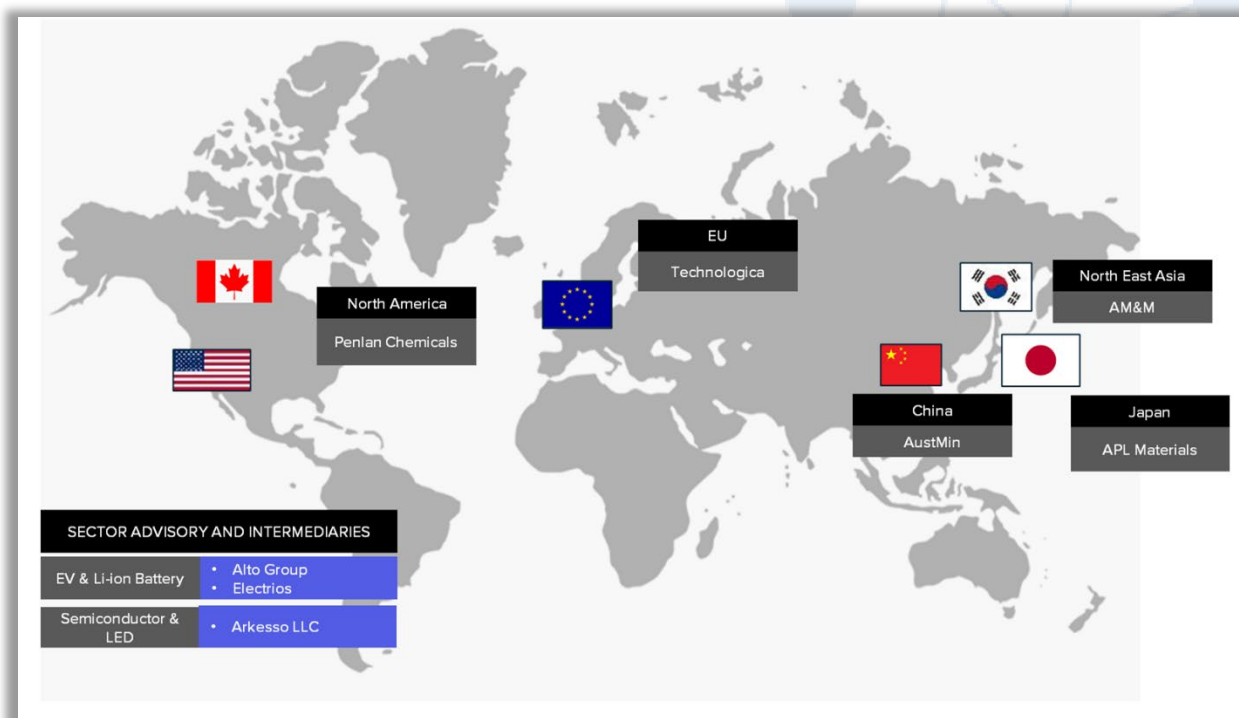 EU
Technologica
North America
Penlan Chemicals
North East Asia
AM&M
China
AustMin
Japan
APL Materials
SECTOR ADVISORY AND INTERMEDIARIES
EV & Li-ion Battery
• Alto Group
• Electrios
Semiconductor &
LED
• Arkesso LLC